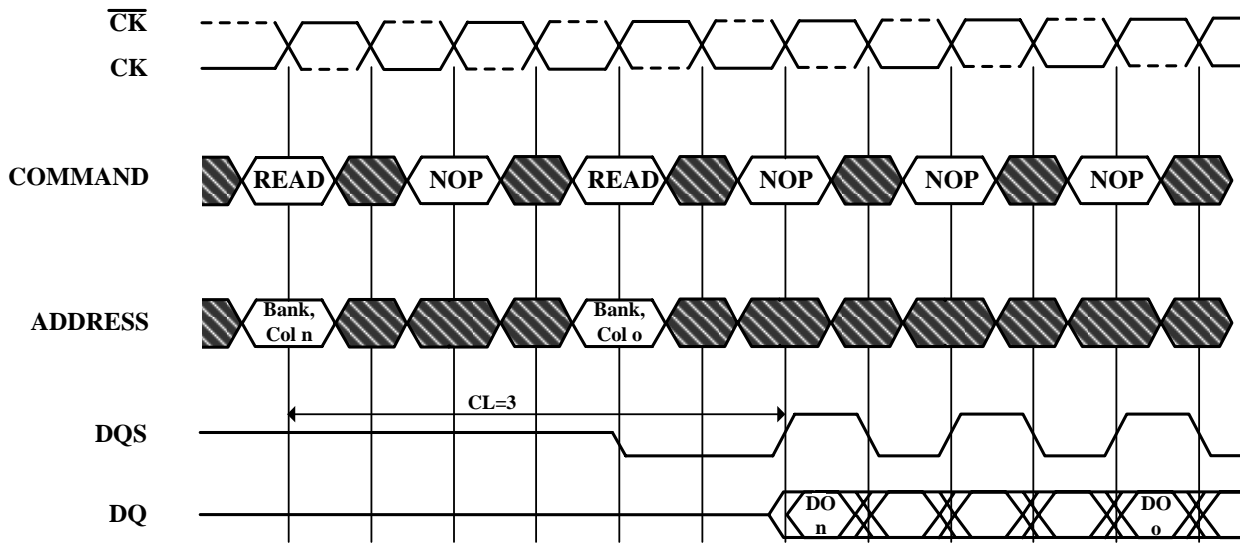 CK
CK
COMMAND
READ NOP READ NOP NOP NOP
ADDRESS
Bank,
Col n
Bank,
Col o
CL=3
DQS
DQ
DO
n
DO
o